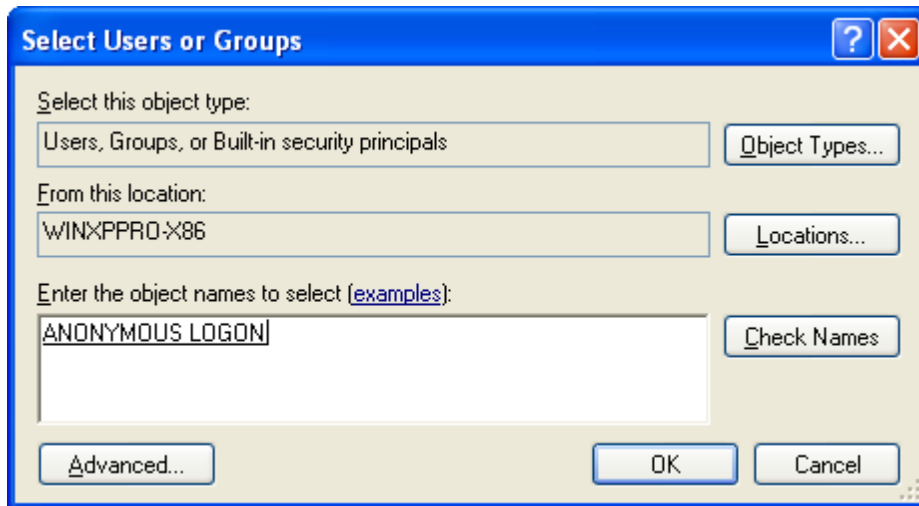 Select Users or Groups
Select this object type:
Users, Groups, or Built-in security principals
Object Types...
From this location:
WINXPPRO-X86
Locations...
Enter the object names to select (examples):
ANONYMOUS LOGON
Check Names
Advanced...
OK
Cancel